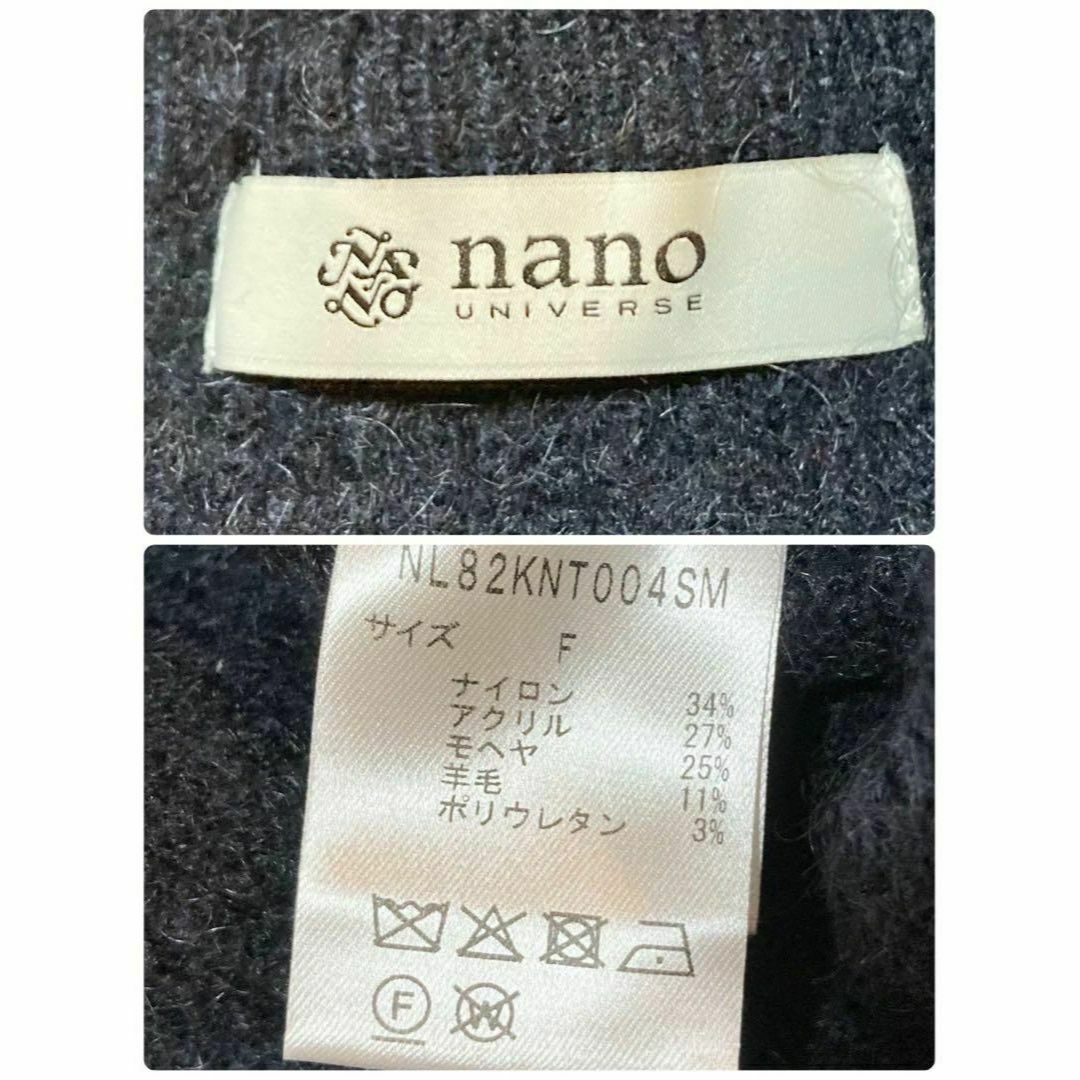 NANO
nano
UNIVERSE
NL82KNT004SM
サイズ F
ナイロン 34%
アクリル 27%
モヘヤ 25%
羊毛 11%
ポリウレタン 3%
F W